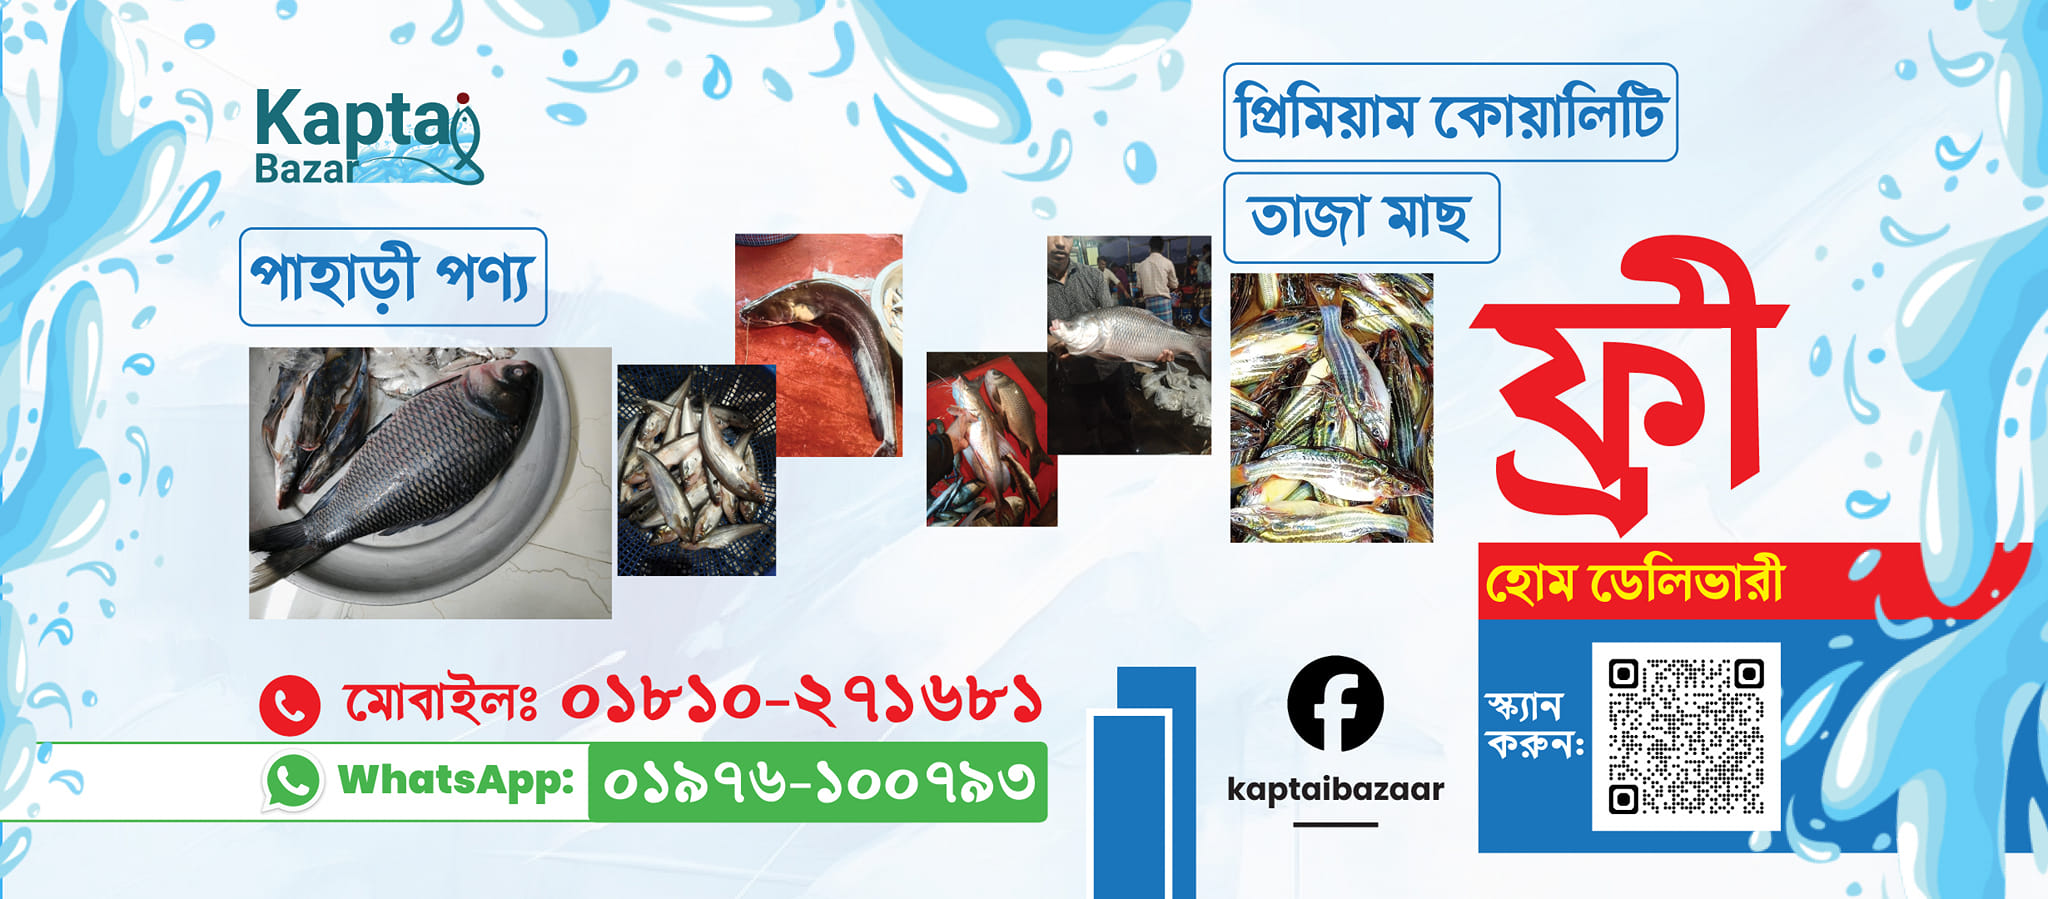 Kaptai
Bazar
পাহাড়ী পণ্য
প্রিমিয়াম কোয়ালিটি
তাজা মাছ
ফ্রী
হোম ডেলিভারী
স্ক্যান
করুন:
মোবাইলঃ ০১৮১০-২৭১৬৮১
WhatsApp: ০১৯৭৬-১০০৭৯৩
kaptaibazaar